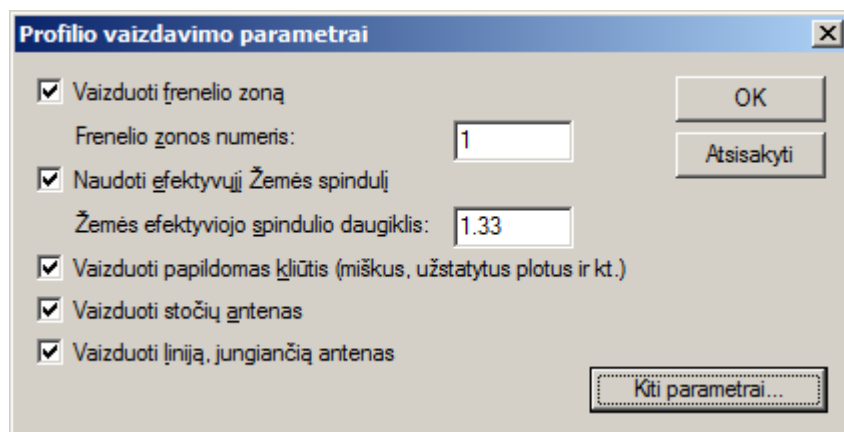 Profilio vaizdavimo parametrai
Vaizduoti frenelio zoną
OK
Frenelio zonos numeris:
1
Atsisakyti
Naudoti efektyvųjį Žemės spindulį
Žemės efektyviojo spindulio daugiklis:
1.33
Vaizduoti papildomas kliūtis (miškus, užstatytus plotus ir kt.)
Vaizduoti stočių antenas
Vaizduoti liniją, jungiančią antenas
Kiti parametrai...